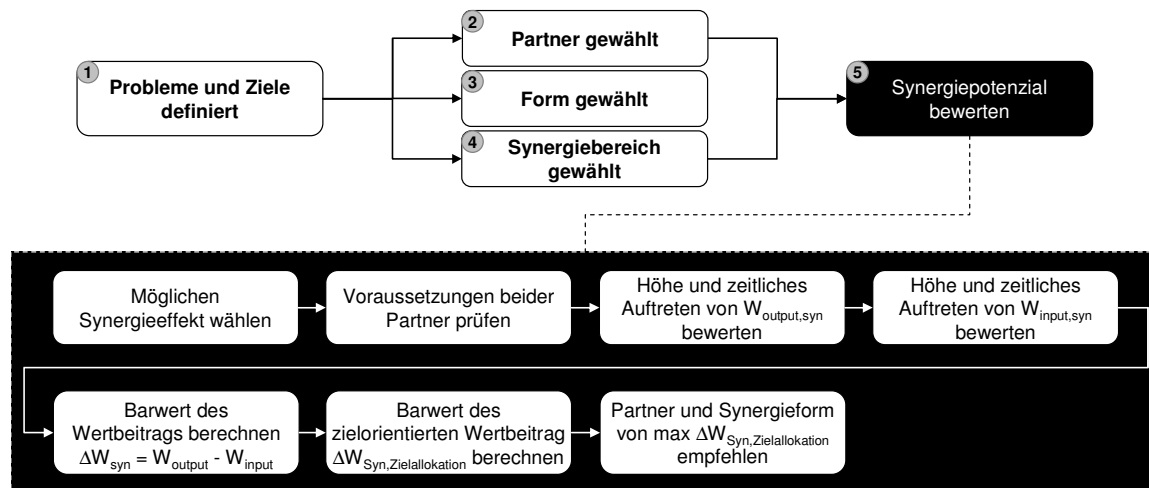 1
Probleme und Ziele
definiert
2
Partner gewählt
3
Form gewählt
4
Synergiebereich
gewählt
5
Synergiepotenzial
bewerten
Möglichen
Synergieeffekt wählen
Voraussetzungen beider
Partner prüfen
Höhe und zeitliches
Auftreten von W_output,syn
bewerten
Höhe und zeitliches
Auftreten von W_input,syn
bewerten
Barwert des
Wertbeitrags berechnen
ΔW_syn = W_output - W_input
Barwert des
zielorientierten Wertbeitrag
ΔW_Syn,Zielallokation berechnen
Partner und Synergieform
von max ΔW_Syn,Zielallokation
empfehlen